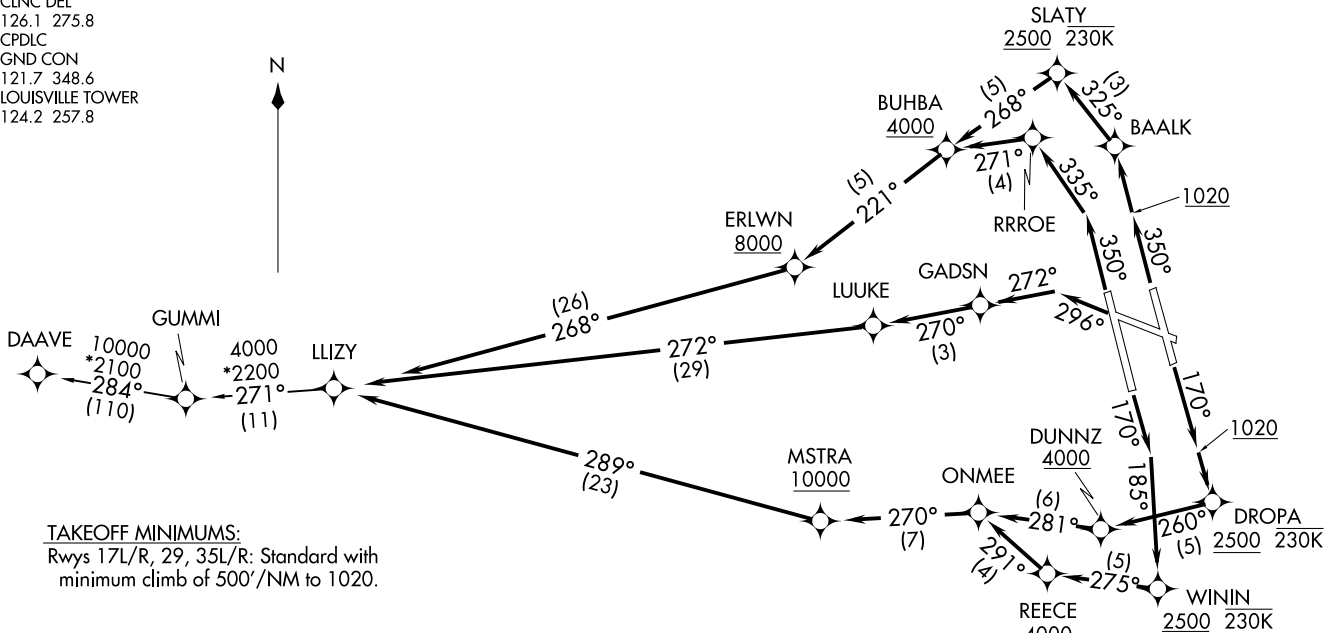 CLNC DEL
126.1 275.8
CPDLC
GND CON
121.7 348.6
LOUISVILLE TOWER
124.2 257.8
N
SLATY
2500 230K
(3)
325°
BAALK
(5)
268°
BUHBA
4000
271°
(4)
RRROE
335°
350°
1020
350°
(5)
221°
ERLWN
8000
GADSN
272°
296°
LUUKE
270°
(3)
(26)
268°
272°
(29)
LLIZY
GUMMI
DAAVE
10000
*2100
284°
(110)
4000
*2200
271°
(11)
170°
170°
1020
185°
DUNNZ
4000
DROPA
2500 230K
260°
(5)
(6)
281°
ONMEE
MSTRA
10000
270°
(7)
289°
(23)
291°
(4)
(5)
275°
WININ
2500 230K
REECE
4000
TAKEOFF MINIMUMS:
Rwys 17L/R, 29, 35L/R: Standard with
minimum climb of 500'/NM to 1020.